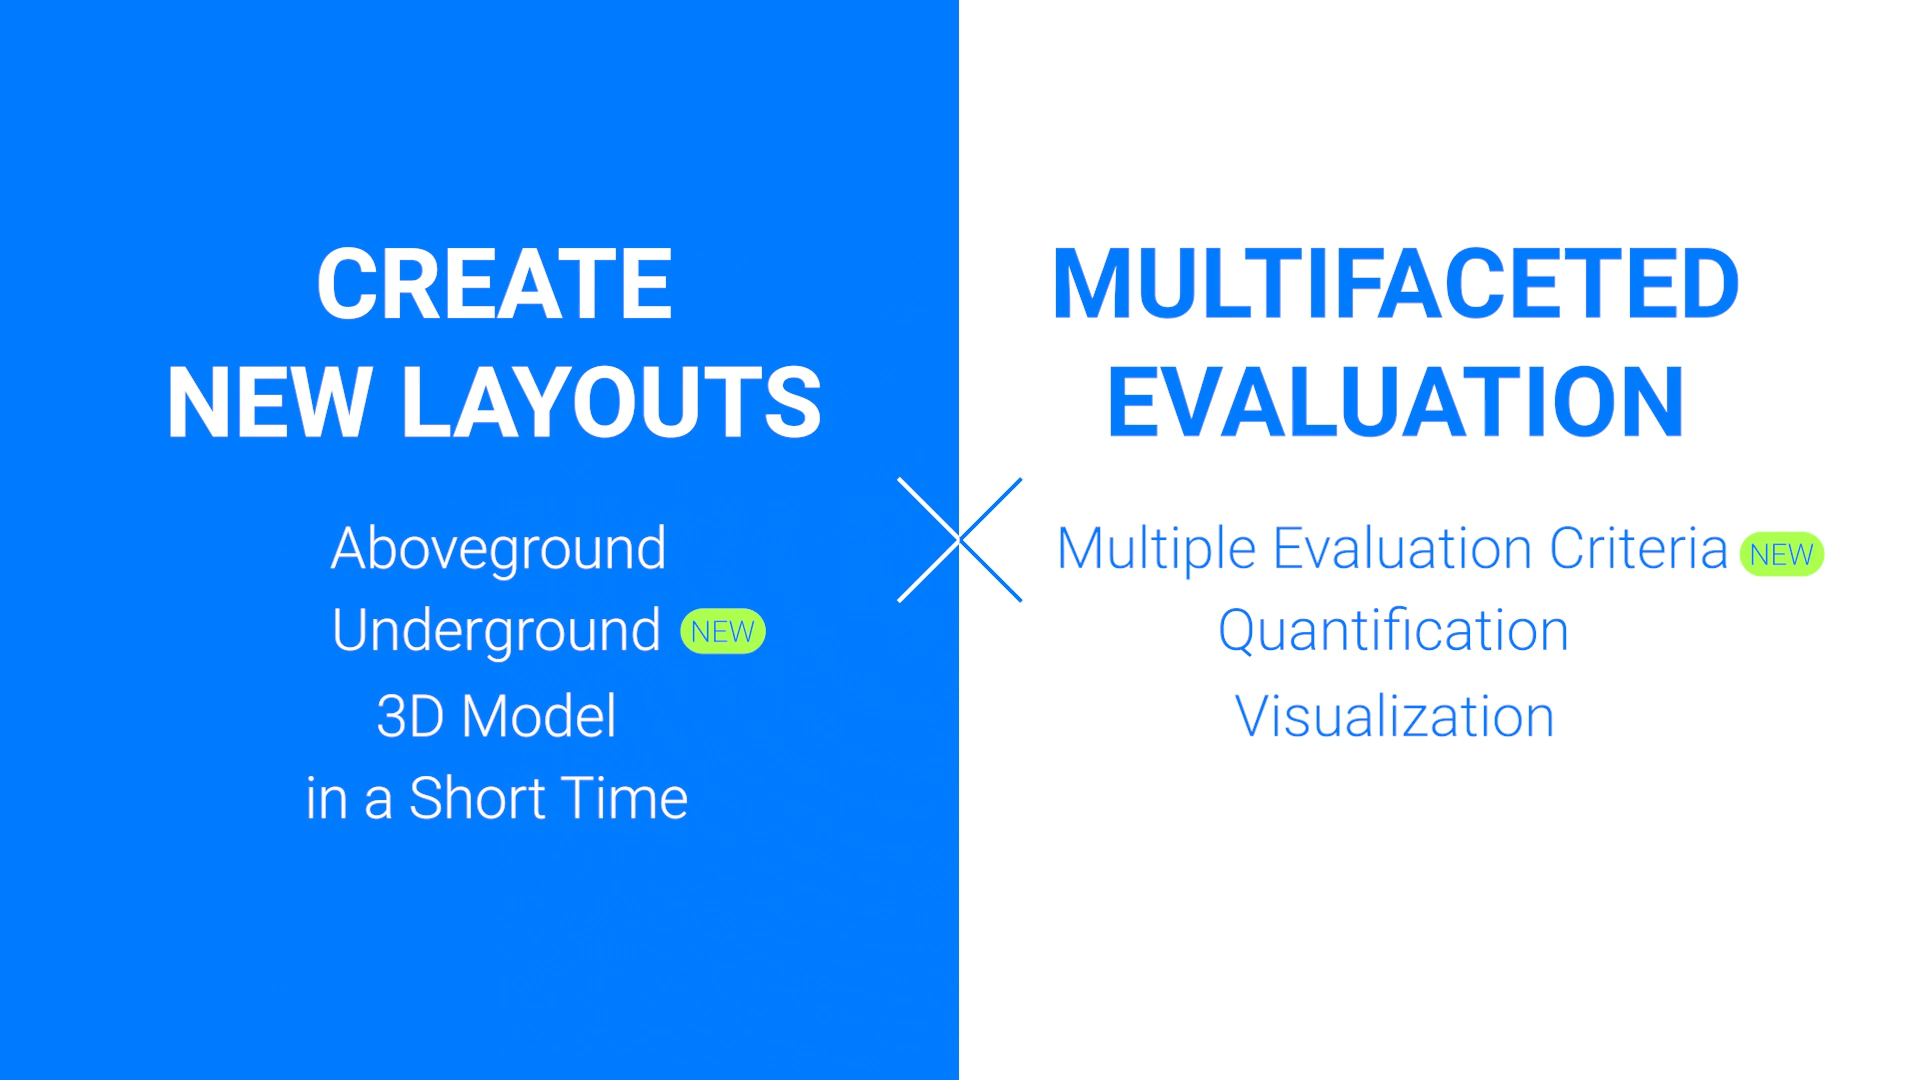 CREATE
NEW LAYOUTS
Aboveground
Underground NEW
3D Model
in a Short Time
MULTIFACETED
EVALUATION
Multiple Evaluation Criteria NEW
Quantification
Visualization